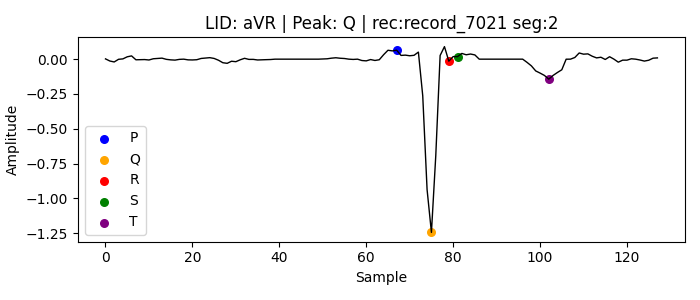 LID: aVR | Peak: Q | rec:record_7021 seg:2
Amplitude
0.00
−0.25
−0.50
−0.75
−1.00
−1.25
P
Q
R
S
T
0 20 40 60 80 100 120
Sample